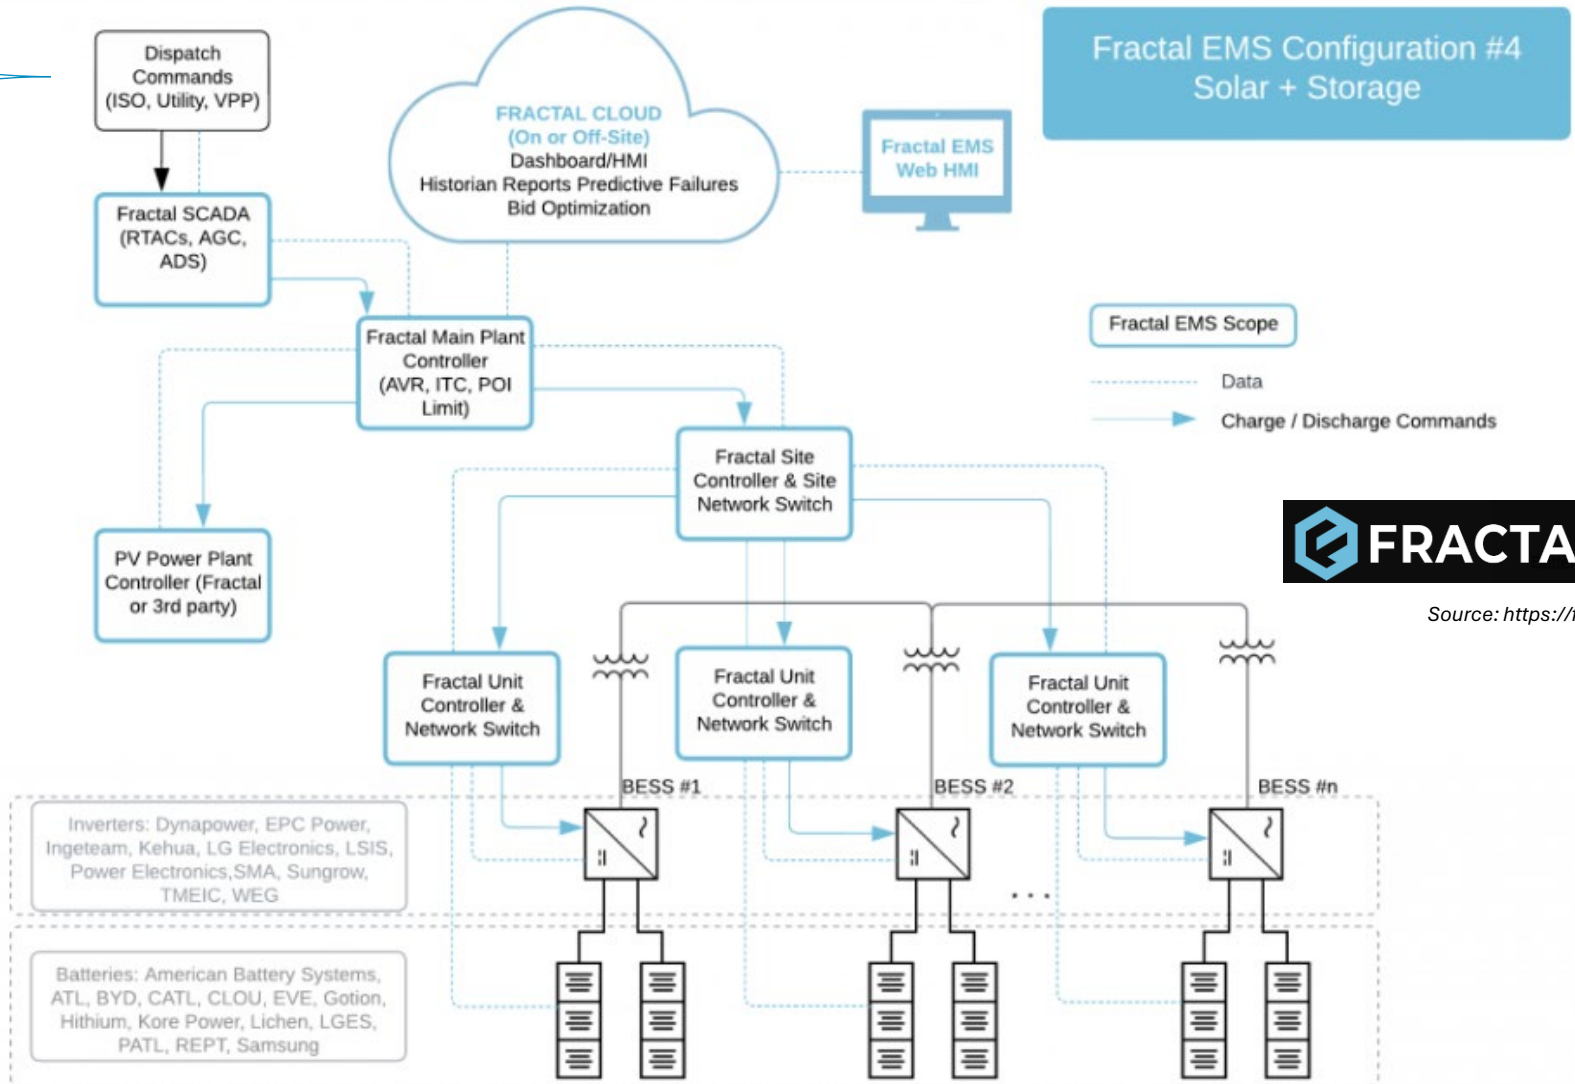 Dispatch
Commands
(ISO, Utility, VPP)
FRACTAL CLOUD
(On or Off-Site)
Dashboard/HMI
Historian Reports Predictive Failures
Bid Optimization
Fractal EMS
Web HMI
Fractal EMS Configuration #4
Solar + Storage
Fractal SCADA
(RTACs, AGC,
ADS)
Fractal Main Plant
Controller
(AVR, ITC, POI
Limit)
Fractal EMS Scope
Data
Charge / Discharge Commands
Fractal Site
Controller & Site
Network Switch
PV Power Plant
Controller (Fractal
or 3rd party)
FRACTA
Source: https://f
Fractal Unit
Controller &
Network Switch
Fractal Unit
Controller &
Network Switch
Fractal Unit
Controller &
Network Switch
BESS #1
BESS #2
BESS #n
Inverters: Dynapower, EPC Power,
Ingeteam, Kehua, LG Electronics, LSIS,
Power Electronics,SMA, Sungrow,
TMEIC, WEG
...
Batteries: American Battery Systems,
ATL, BYD, CATL, CLOU, EVE, Gotion,
Hithium, Kore Power, Lichen, LGES,
PATL, REPT, Samsung